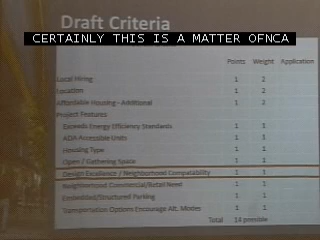 Draft Criteria
CERTAINLY THIS IS A MATTER OFNCA
Points Weight Application
Local Hiring 1 2
Location 1 2
Affordable Housing - Additional 1 2
Project Features:
Exceeds Energy Efficiency Standards 1 1
ADA Accessible Units 1 1
Housing Type 1 1
Open / Gathering Space 1 1
Design Excellence / Neighborhood Compatability 1 1
Neighborhood Commercial/Retail Need 1 1
Embedded/Structured Parking 1 1
Transportation Options Encourage Alt. Modes 1 1
Total 14 possible